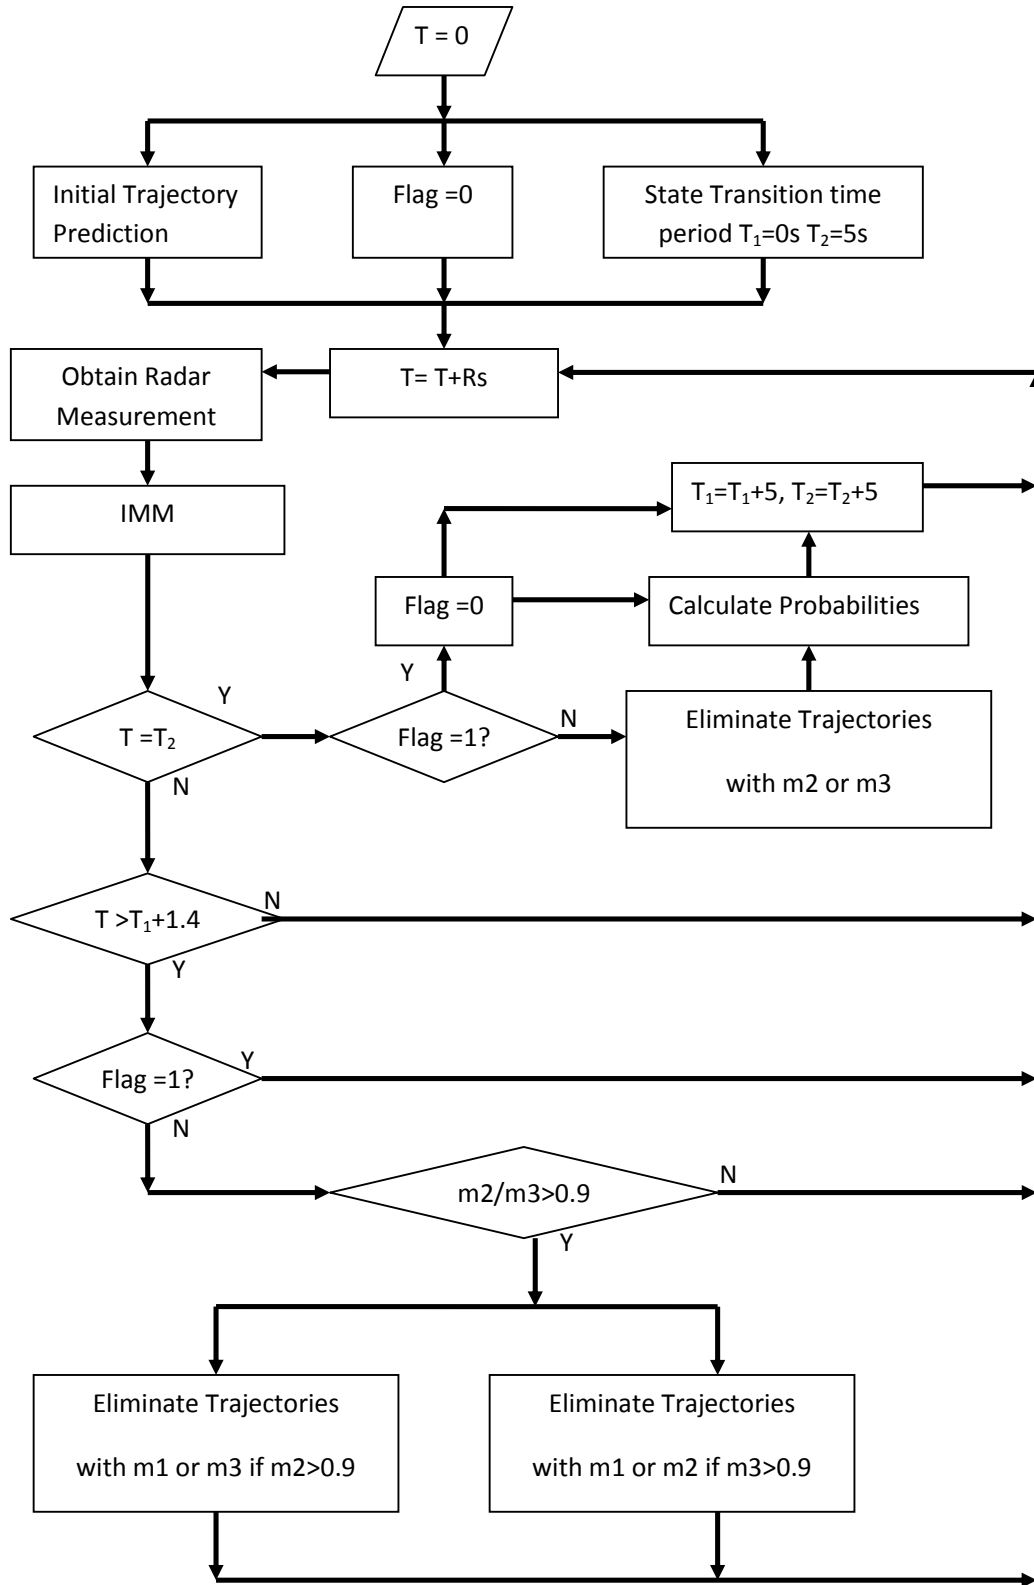 T = 0
Initial Trajectory
Prediction
Flag =0
State Transition time
period T₁=0s T₂=5s
Obtain Radar
Measurement
T= T+Rs
IMM
T₁=T₁+5, T₂=T₂+5
Flag =0
Calculate Probabilities
Y
Y
T =T₂
Flag =1?
N
Eliminate Trajectories
with m2 or m3
N
T >T₁+1.4
N
Y
Flag =1?
Y
N
m2/m3>0.9
N
Y
Eliminate Trajectories
with m1 or m3 if m2>0.9
Eliminate Trajectories
with m1 or m2 if m3>0.9